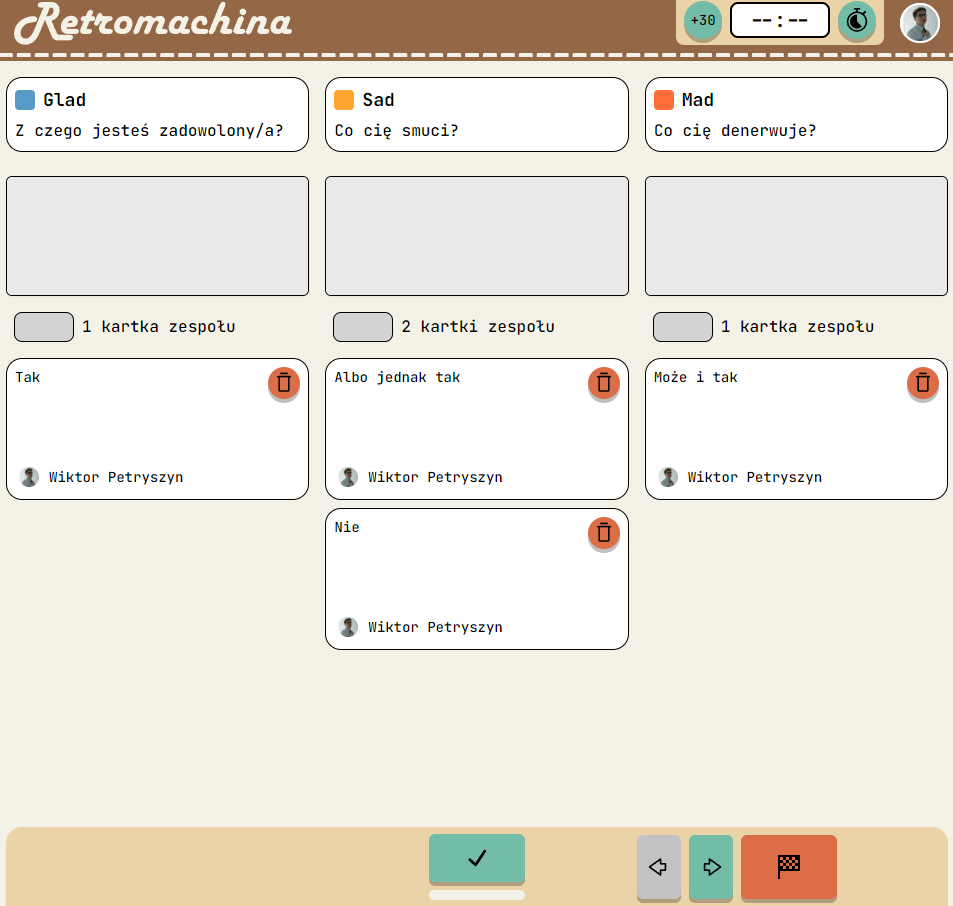 Retromachina
+30
--:--
Glad
Z czego jesteś zadowolony/a?
Sad
Co cię smuci?
Mad
Co cię denerwuje?
1 kartka zespołu
2 kartki zespołu
1 kartka zespołu
Tak
Wiktor Petryszyn
Albo jednak tak
Wiktor Petryszyn
Może i tak
Wiktor Petryszyn
Nie
Wiktor Petryszyn